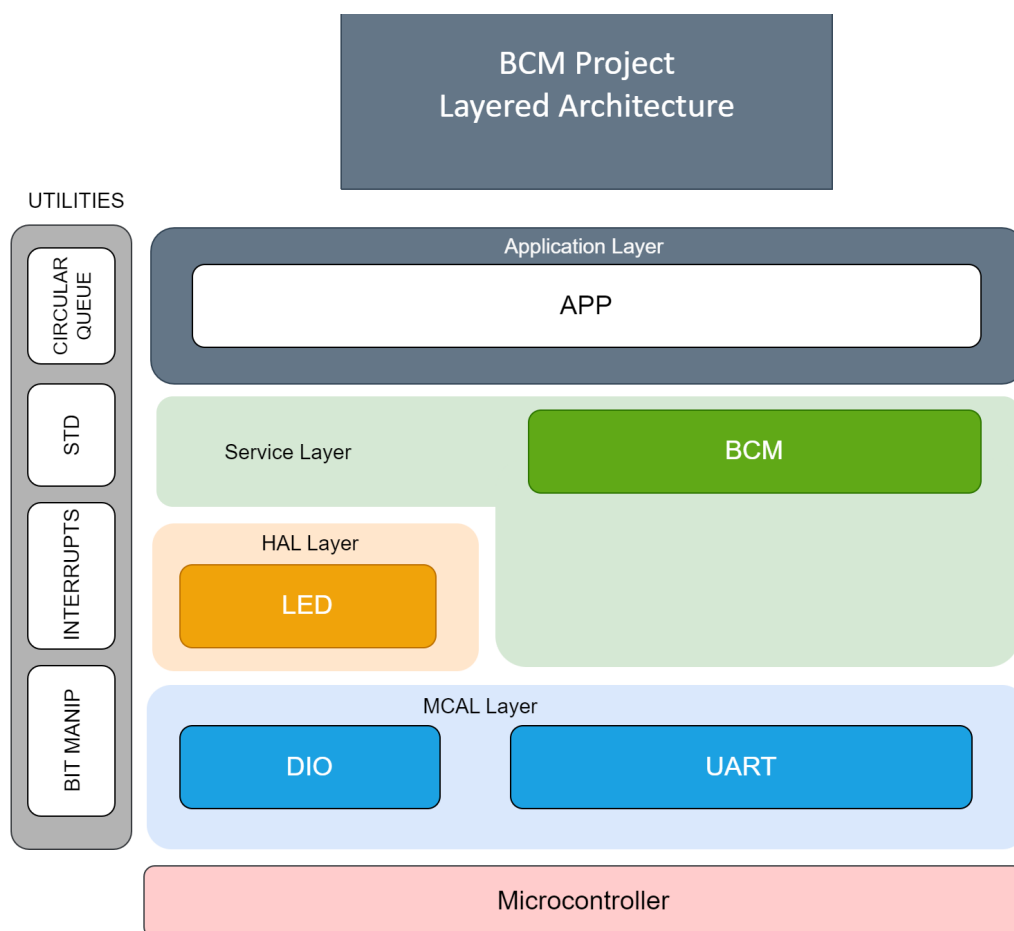 BCM Project
Layered Architecture
UTILITIES
CIRCULAR
QUEUE
STD
INTERRUPTS
BIT MANIP
Application Layer
APP
Service Layer
BCM
HAL Layer
LED
MCAL Layer
DIO
UART
Microcontroller